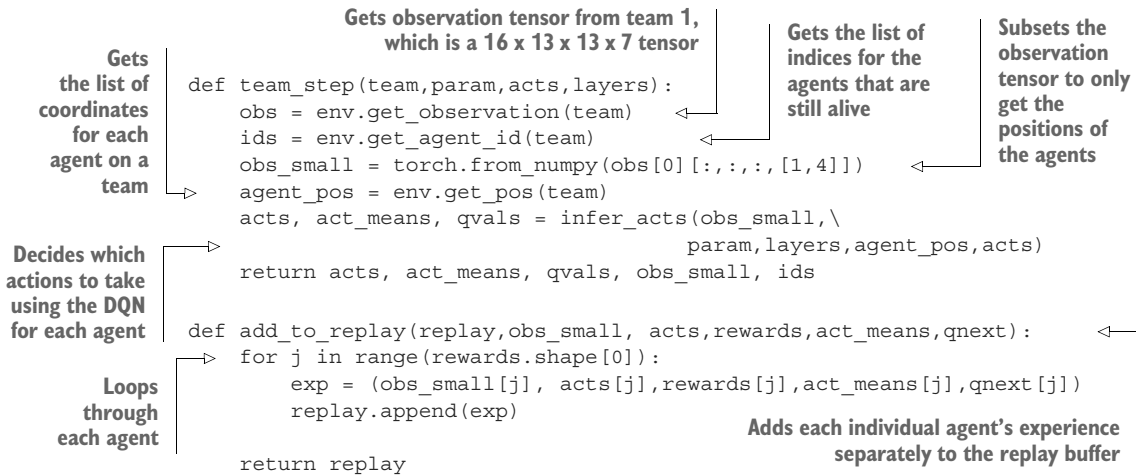 Gets observation tensor from team 1,
which is a 16 x 13 x 13 x 7 tensor
Gets the list of
indices for the
agents that are
still alive
Subsets the
observation
tensor to only
get the
positions of
the agents
Gets
the list of
coordinates
for each
agent on a
team
def team_step(team,param,acts,layers):
    obs = env.get_observation(team)
    ids = env.get_agent_id(team)
    obs_small = torch.from_numpy(obs[0][:,:,:,[1,4]])
    agent_pos = env.get_pos(team)
    acts, act_means, qvals = infer_acts(obs_small,\
                                        param,layers,agent_pos,acts)
    return acts, act_means, qvals, obs_small, ids
Decides which
actions to take
using the DQN
for each agent
def add_to_replay(replay,obs_small, acts,rewards,act_means,qnext):
    for j in range(rewards.shape[0]):
        exp = (obs_small[j], acts[j],rewards[j],act_means[j],qnext[j])
        replay.append(exp)
    return replay
Loops
through
each agent
Adds each individual agent's experience
separately to the replay buffer